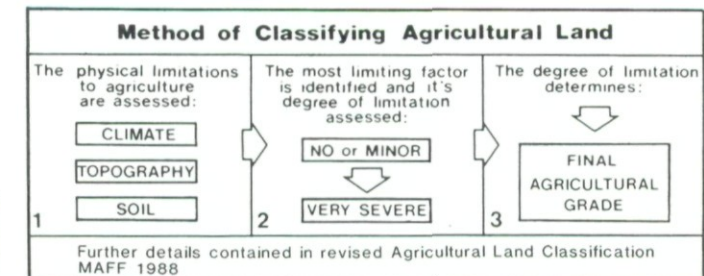 Method of Classifying Agricultural Land
The physical limitations
to agriculture
are assessed:
CLIMATE
TOPOGRAPHY
SOIL
1
The most limiting factor
is identified and it's
degree of limitation
assessed:
NO or MINOR
VERY SEVERE
2
The degree of limitation
determines:
FINAL
AGRICULTURAL
GRADE
3
Further details contained in revised Agricultural Land Classification
MAFF 1988